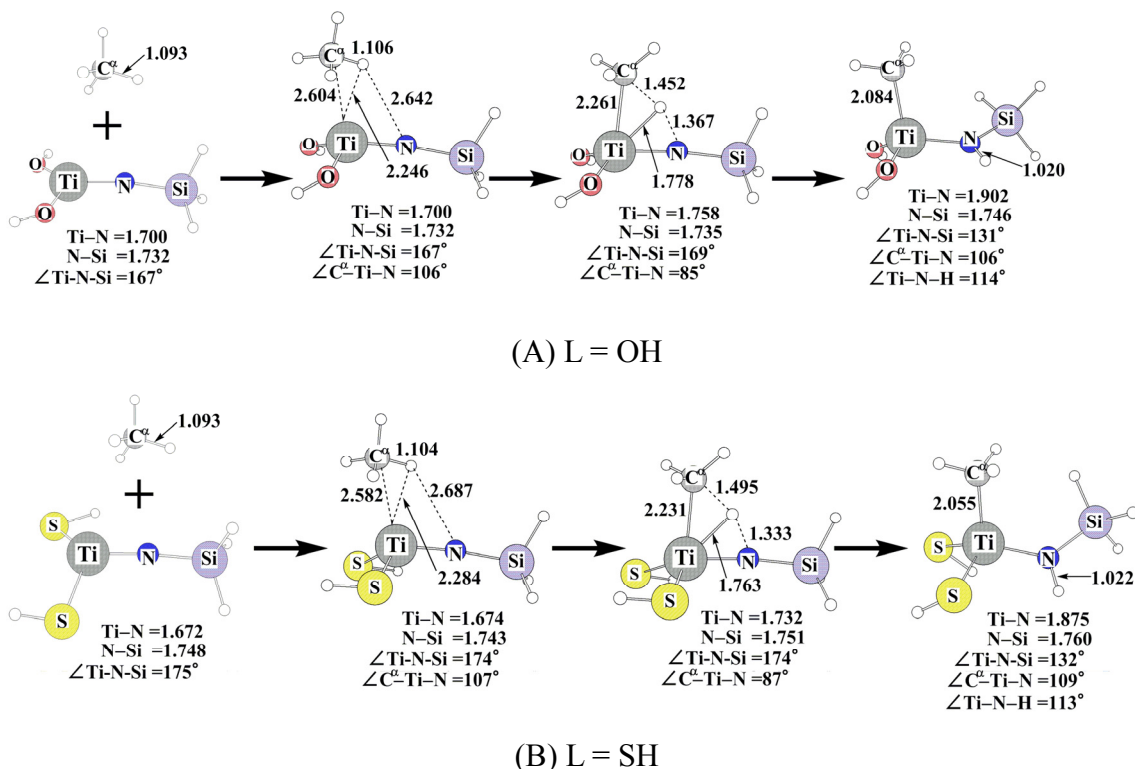 1.093
Cα
+
O
Ti
N
Si
O
Ti–N =1.700
N–Si =1.732
∠Ti-N-Si =167°
Cα
1.106
2.604
2.642
O
Ti
N
Si
O
2.246
Ti–N =1.700
N–Si =1.732
∠Ti-N-Si =167°
∠Cα–Ti–N =106°
Cα
1.452
2.261
1.367
O
Ti
N
Si
O
1.778
Ti–N =1.758
N–Si =1.735
∠Ti-N-Si =169°
∠Cα–Ti–N =85°
Cα
2.084
Si
O
Ti
N
O
1.020
Ti–N =1.902
N–Si =1.746
∠Ti-N-Si =131°
∠Cα–Ti–N =106°
∠Ti–N–H =114°
(A) L = OH
1.093
Cα
+
S
Ti
N
Si
S
Ti–N =1.672
N–Si =1.748
∠Ti-N-Si =175°
Cα
1.104
2.582
2.687
Ti
N
Si
S
S
2.284
Ti–N =1.674
N–Si =1.743
∠Ti-N-Si =174°
∠Cα–Ti–N =107°
Cα
1.495
2.231
1.333
Ti
N
Si
S
S
1.763
Ti–N =1.732
N–Si =1.751
∠Ti-N-Si =174°
∠Cα–Ti–N =87°
Cα
2.055
Si
S
Ti
N
S
1.022
Ti–N =1.875
N–Si =1.760
∠Ti-N-Si =132°
∠Cα–Ti–N =109°
∠Ti–N–H =113°
(B) L = SH